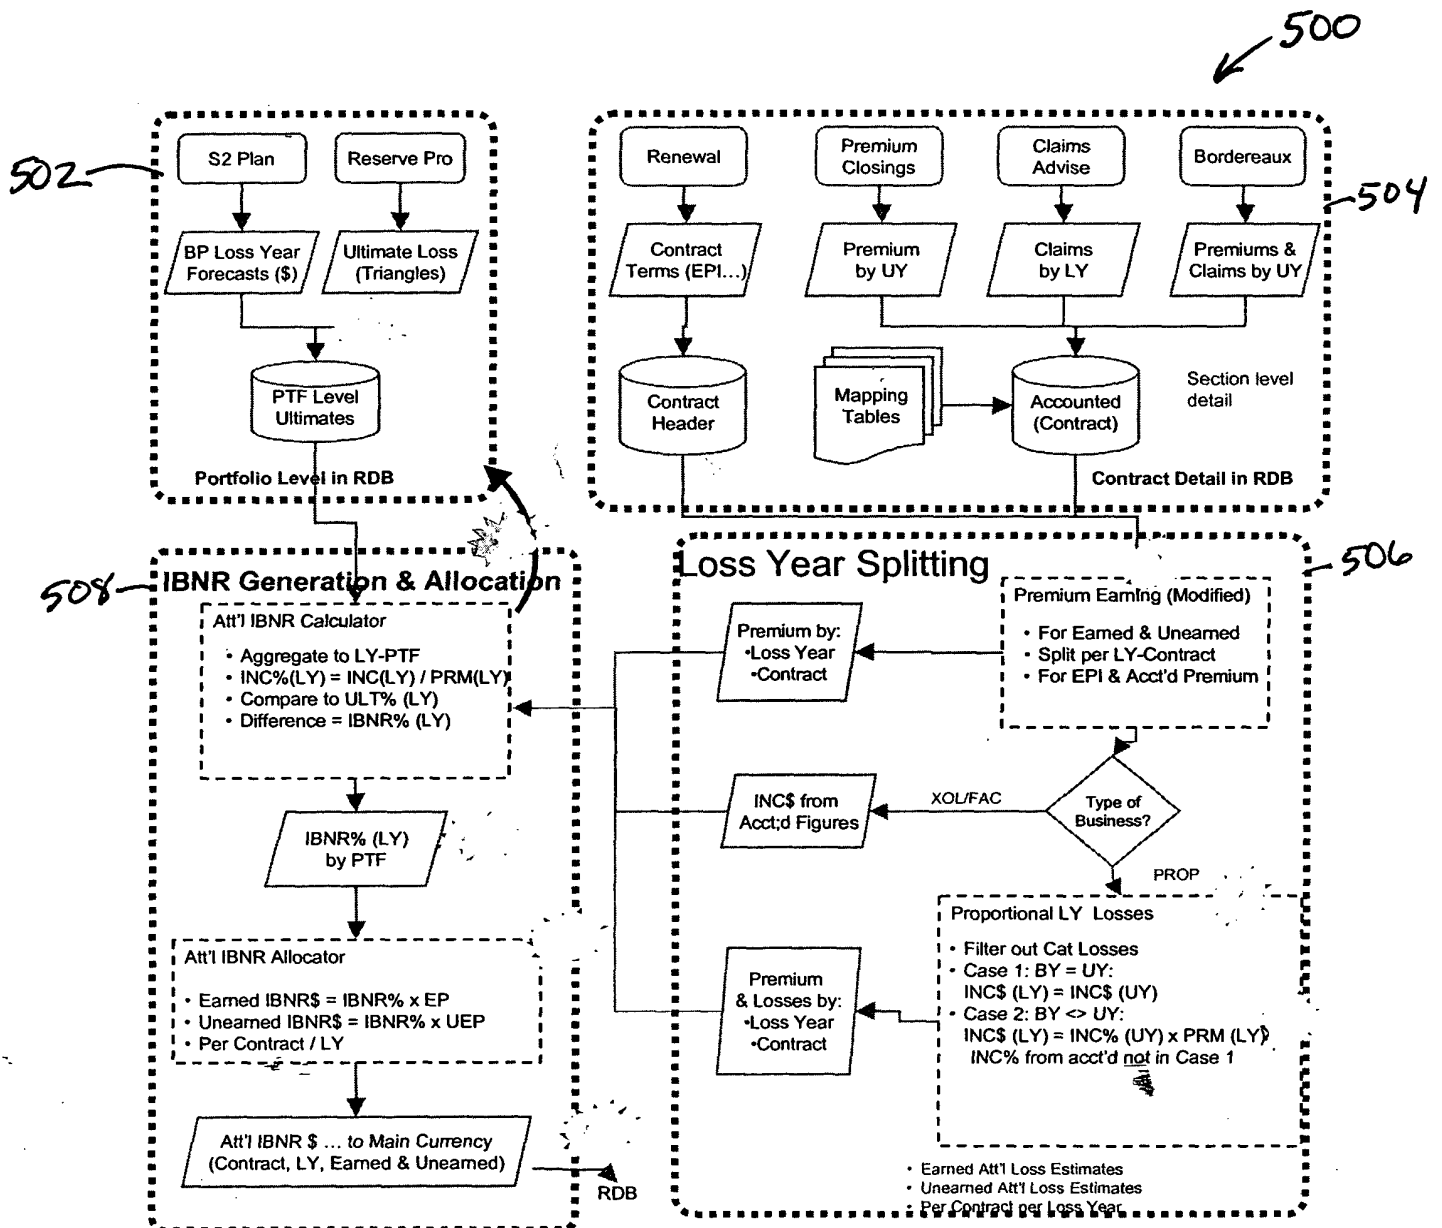 500
502
S2 Plan
Reserve Pro
BP Loss Year
Forecasts ($)
Ultimate Loss
(Triangles)
PTF Level
Ultimates
Portfolio Level in RDB
504
Renewal
Premium
Closings
Claims
Advise
Bordereaux
Contract
Terms (EPI...)
Premium
by UY
Claims
by LY
Premiums &
Claims by UY
Contract
Header
Mapping
Tables
Accounted
(Contract)
Section level
detail
Contract Detail in RDB
508
IBNR Generation & Allocation
Att'l IBNR Calculator
• Aggregate to LY-PTF
• INC%(LY) = INC(LY) / PRM(LY)
• Compare to ULT% (LY)
• Difference = IBNR% (LY)
IBNR% (LY)
by PTF
Att'l IBNR Allocator
• Earned IBNR$ = IBNR% x EP
• Unearned IBNR$ = IBNR% x UEP
• Per Contract / LY
Att'l IBNR $ ... to Main Currency
(Contract, LY, Earned & Unearned)
RDB
506
Loss Year Splitting
Premium Earning (Modified)
• For Earned & Unearned
• Split per LY-Contract
• For EPI & Acct'd Premium
Premium by:
•Loss Year
•Contract
Type of
Business?
XOL/FAC
INC$ from
Acct;d Figures
PROP
Proportional LY Losses
• Filter out Cat Losses
• Case 1: BY = UY:
INC$ (LY) = INC$ (UY)
• Case 2: BY <> UY:
INC$ (LY) = INC% (UY) x PRM (LY)
INC% from acct'd not in Case 1
Premium
& Losses by:
•Loss Year
•Contract
• Earned Att'l Loss Estimates
• Unearned Att'l Loss Estimates
• Per Contract per Loss Year